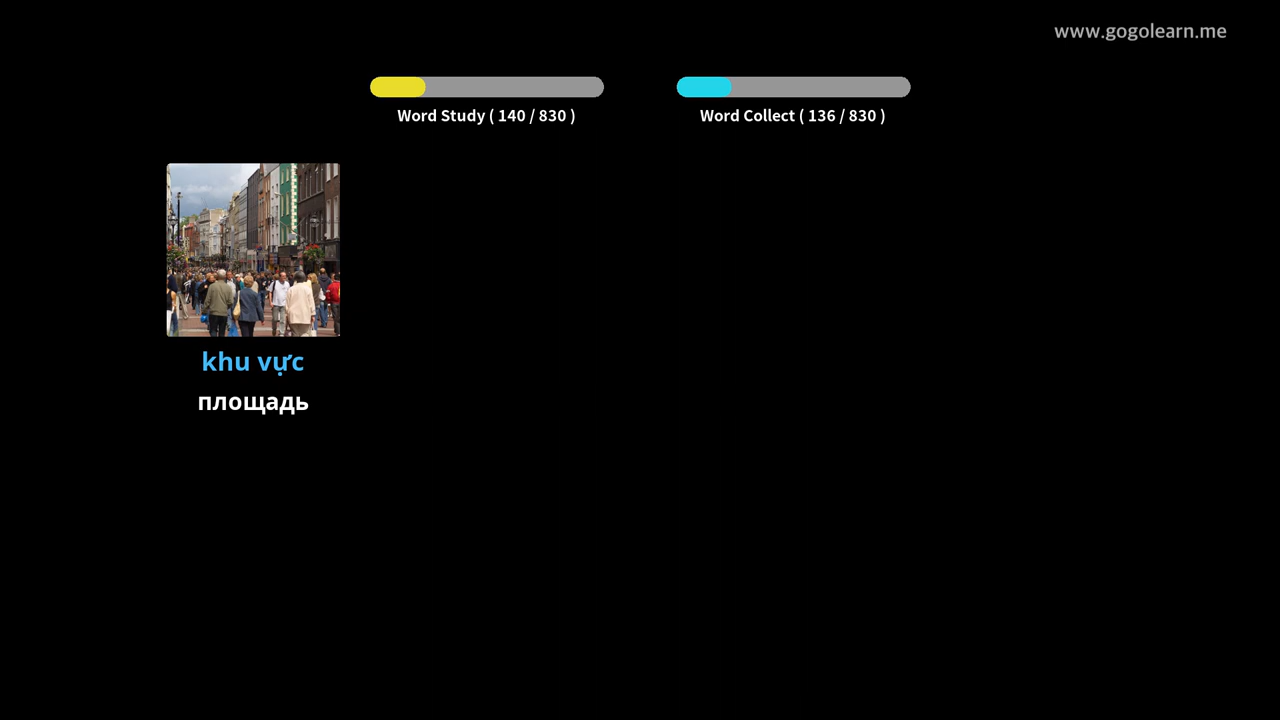 www.gogolearn.me
Word Study ( 140 / 830 )
Word Collect ( 136 / 830 )
khu vực
площадь